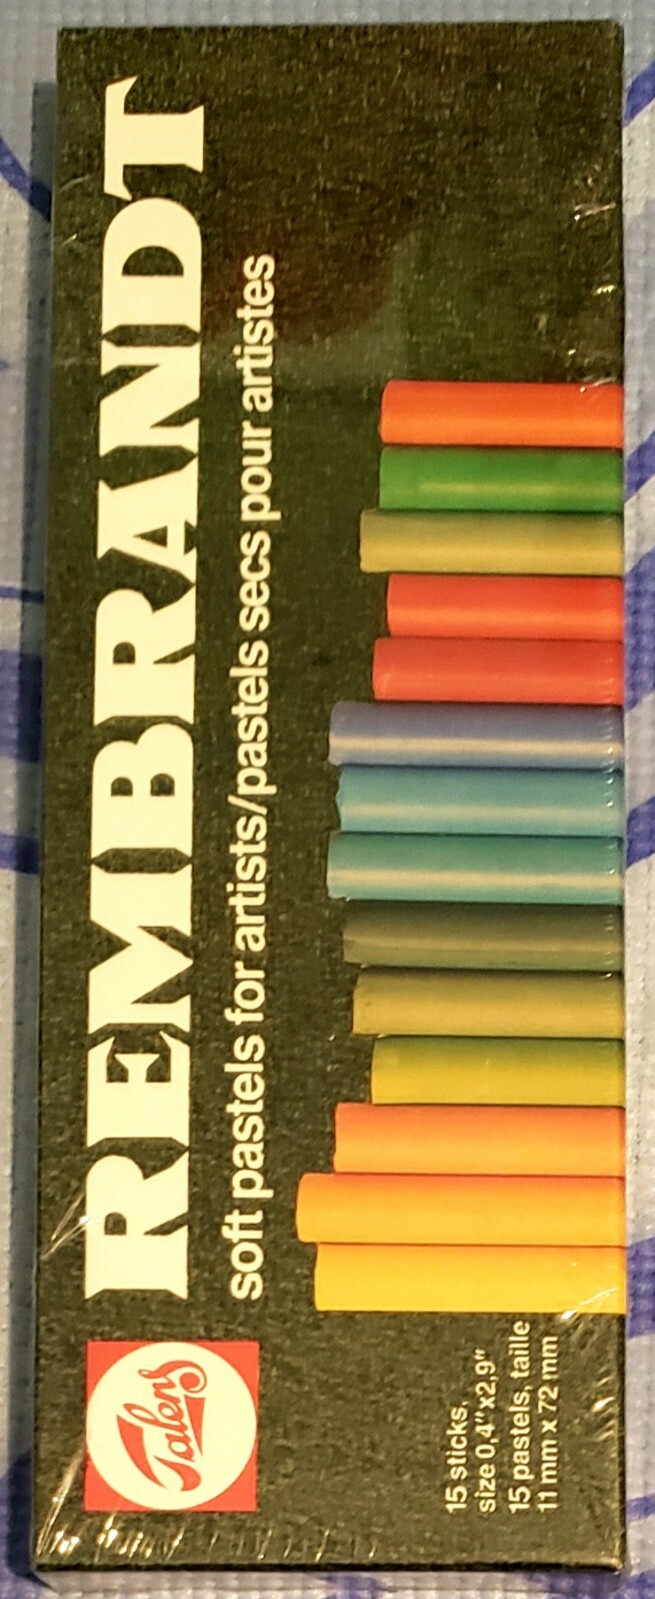 REMBRANDT
soft pastels for artists/pastels secs pour artistes
Talens
15 sticks,
size 0,4"x2,9"
15 pastels, taille
11 mm x 72 mm